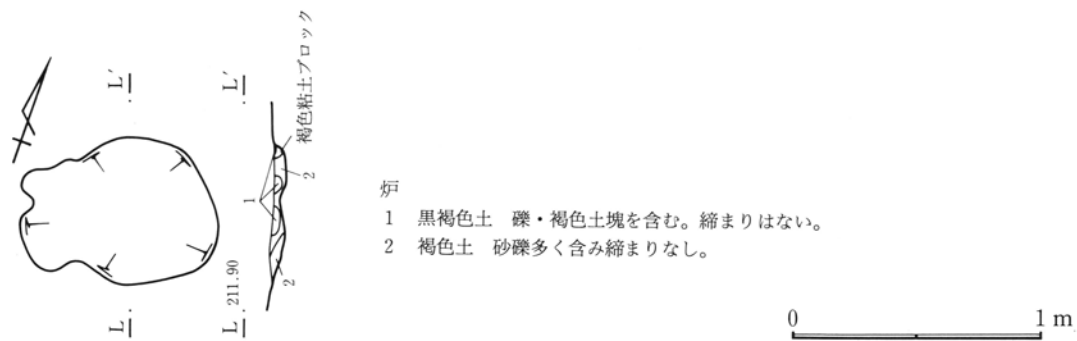 L′
L′
褐色粘土ブロック
1
2
2
211.90
L
L
炉
1 黒褐色土 礫・褐色土塊を含む。締まりはない。
2 褐色土 砂礫多く含み締まりなし。
0 1m